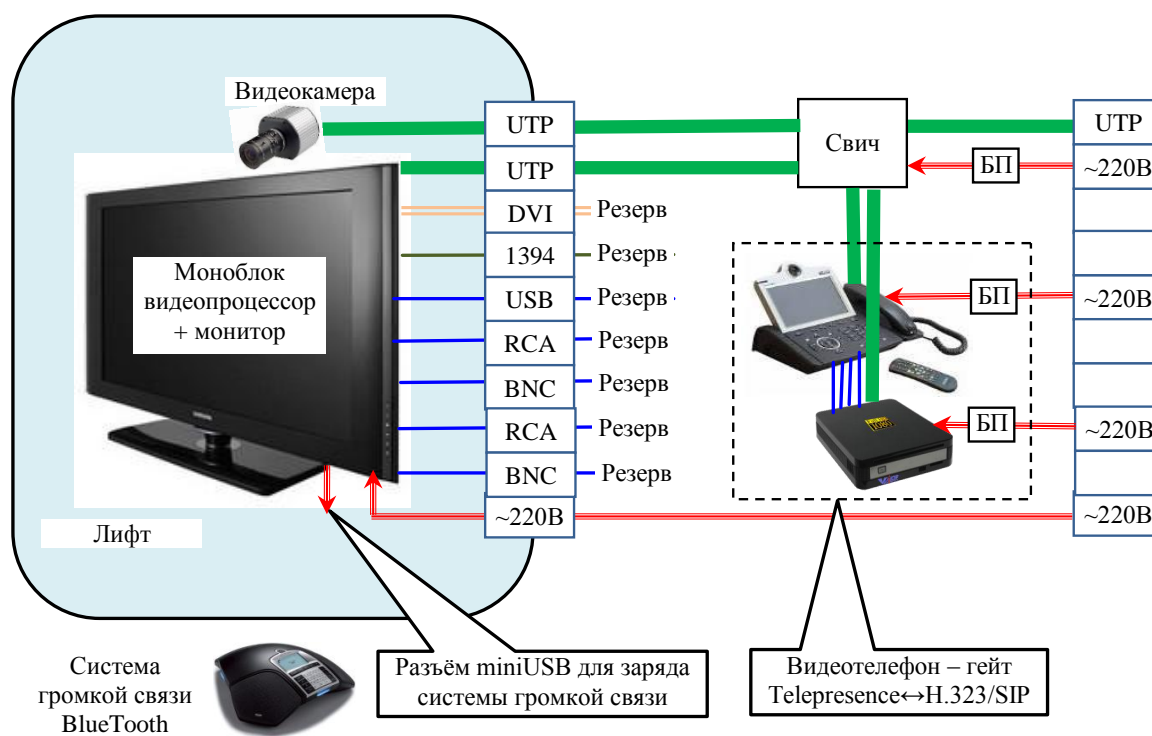 Видеокамера
UTP
UTP
Свич
UTP
БП
~220В
DVI
Резерв
1394
Резерв
Моноблок
видеопроцессор
+ монитор
USB
Резерв
БП
~220В
RCA
Резерв
BNC
Резерв
RCA
Резерв
1080
БП
~220В
SAMSUNG
BNC
Резерв
~220В
~220В
Лифт
Система
громкой связи
BlueTooth
Разъём miniUSB для заряда
системы громкой связи
Видеотелефон – гейт
Telepresence↔H.323/SIP